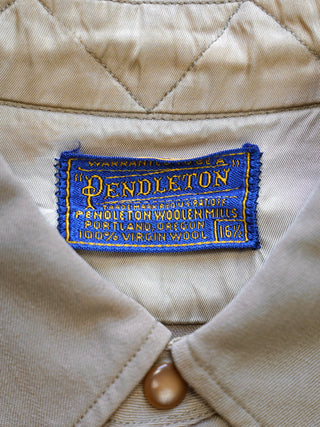 WARRANTED TO BE A
"PENDLETON"
PENDLETON WOOLEN MILLS
PORTLAND, OREGON
100% VIRGIN WOOL 16½